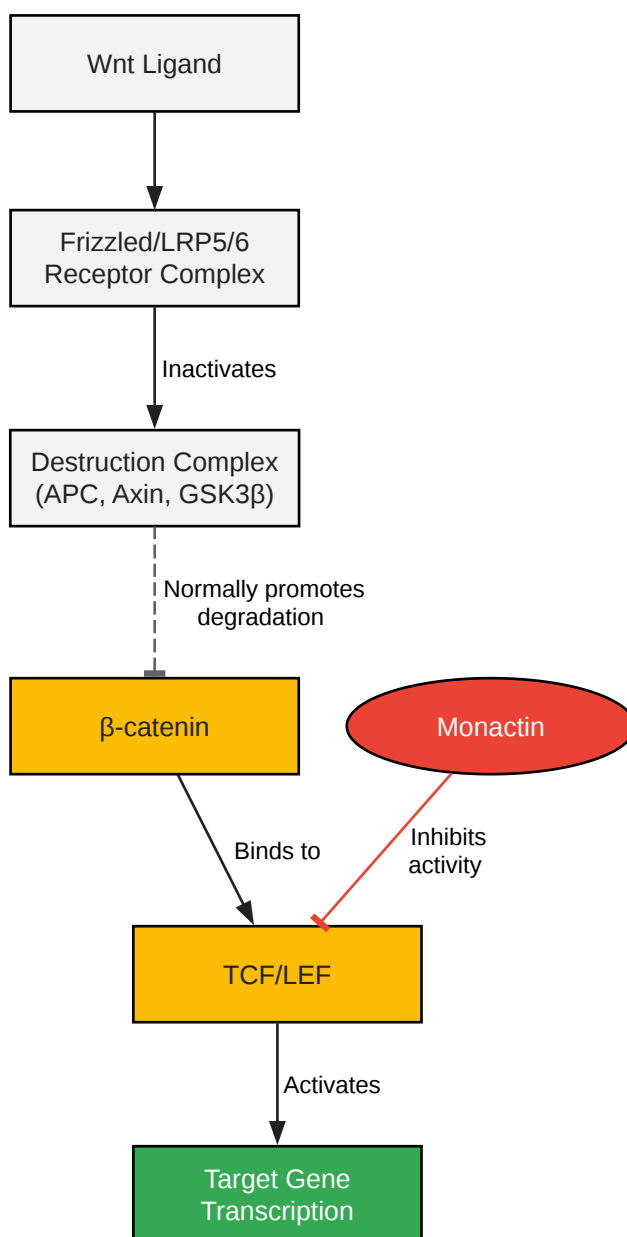 Wnt Ligand
Frizzled/LRP5/6
Receptor Complex
Inactivates
Destruction Complex
(APC, Axin, GSK3β)
Normally promotes
degradation
β-catenin
Monactin
Binds to
Inhibits
activity
TCF/LEF
Activates
Target Gene
Transcription